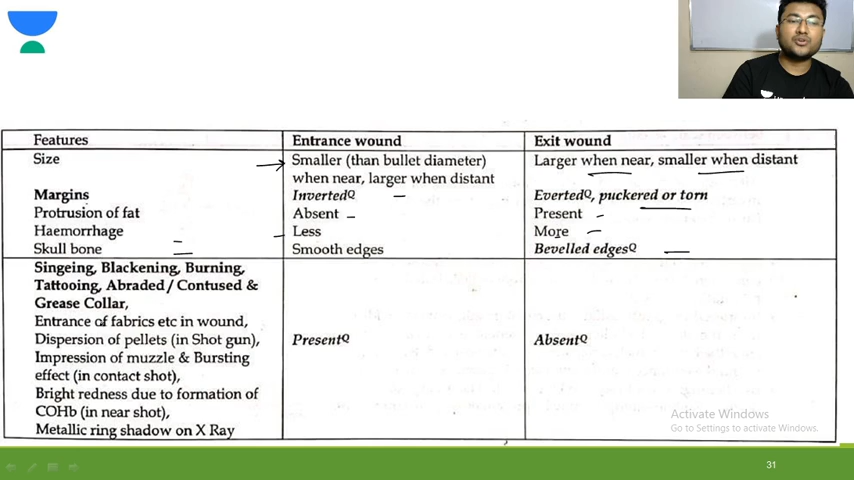 Features Entrance wound Exit wound
Size Smaller (than bullet diameter) Larger when near, smaller when distant
when near, larger when distant
Margins InvertedQ EvertedQ, puckered or torn
Protrusion of fat Absent Present
Haemorrhage Less More
Skull bone Smooth edges Bevelled edgesQ
Singeing, Blackening, Burning,
Tattooing, Abraded / Contused &
Grease Collar,
Entrance of fabrics etc in wound,
Dispersion of pellets (in Shot gun), PresentQ AbsentQ
Impression of muzzle & Bursting
effect (in contact shot),
Bright redness due to formation of
COHb (in near shot),
Metallic ring shadow on X Ray
Activate Windows
Go to Settings to activate Windows.
31